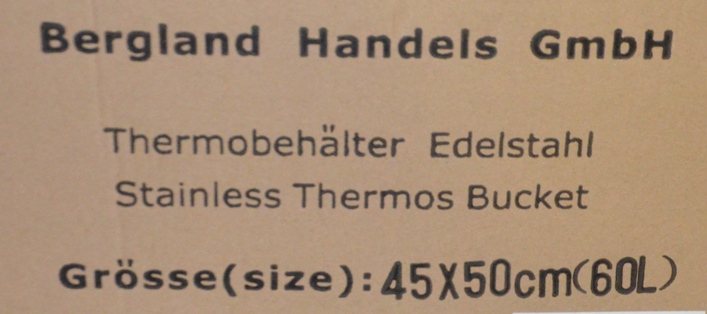 Bergland Handels GmbH
Thermobehälter Edelstahl
Stainless Thermos Bucket
Grösse(size):45X50cm(60L)